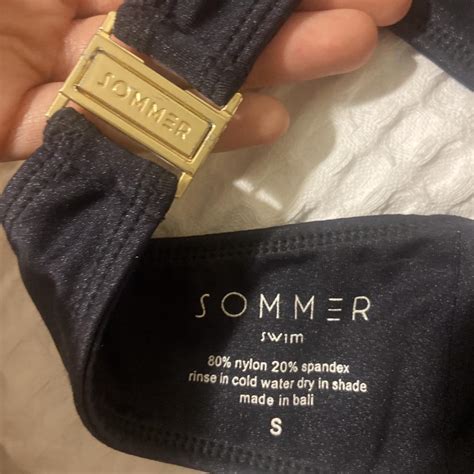 SOMMER
SOMMER
swim
80% nylon 20% spandex
rinse in cold water dry in shade
made in bali
S